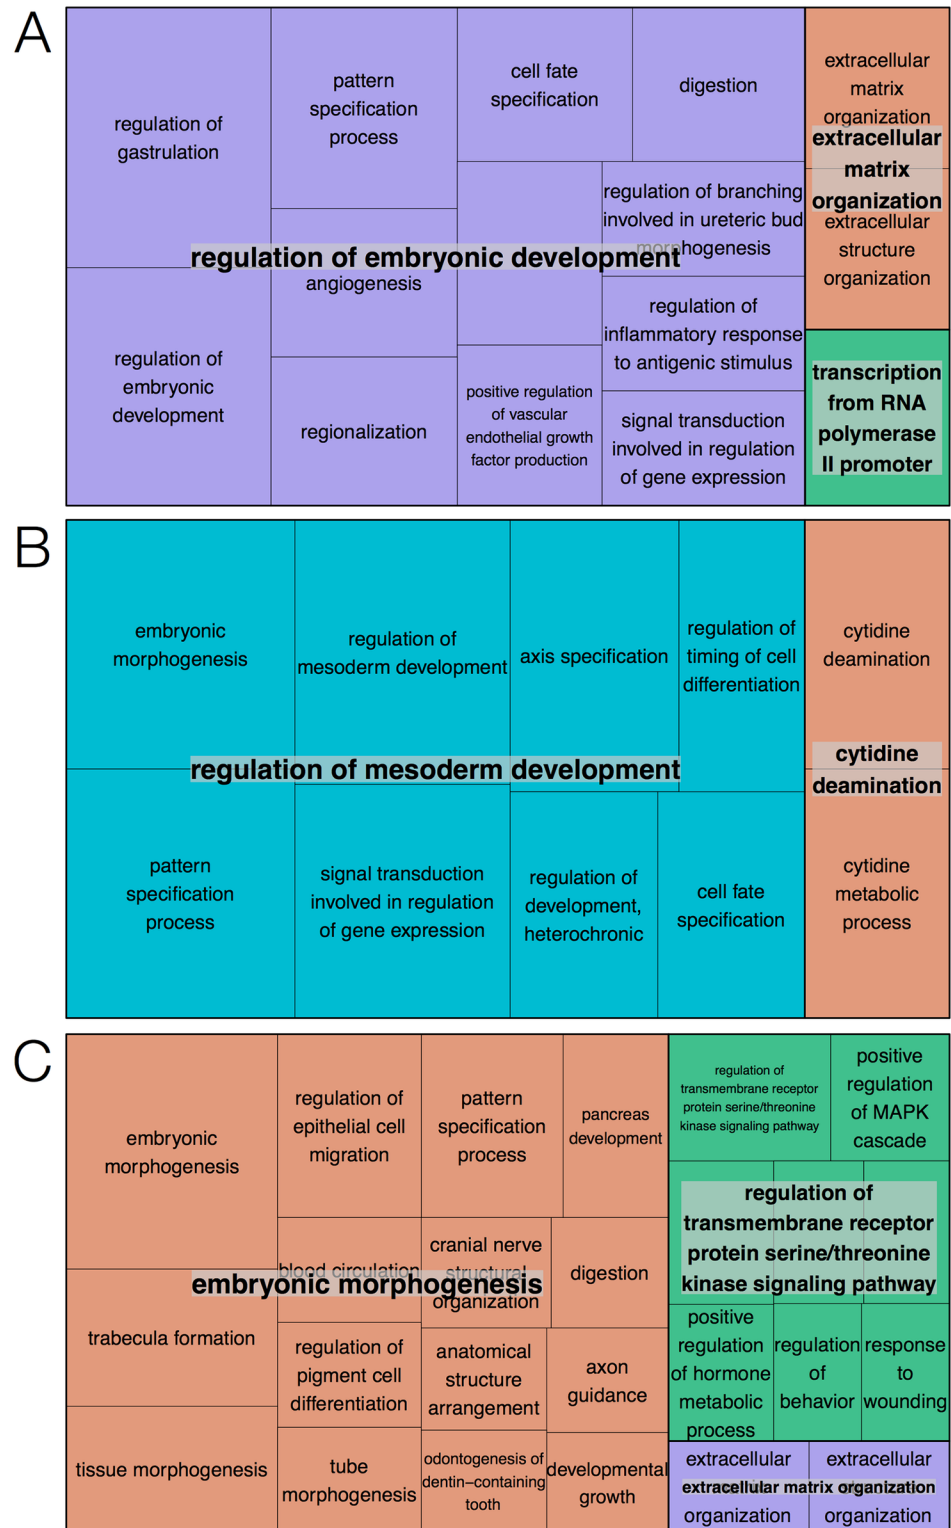 A
regulation of
gastrulation
pattern
specification
process
cell fate
specification
digestion
extracellular
matrix
organization
extracellular
matrix
organization
extracellular
structure
organization
regulation of branching
involved in ureteric bud
morphogenesis
regulation of embryonic development
angiogenesis
regulation of
inflammatory response
to antigenic stimulus
regulation of
embryonic
development
regionalization
positive regulation
of vascular
endothelial growth
factor production
signal transduction
involved in regulation
of gene expression
transcription
from RNA
polymerase
II promoter
B
embryonic
morphogenesis
regulation of
mesoderm development
axis specification
regulation of
timing of cell
differentiation
cytidine
deamination
regulation of mesoderm development
cytidine
deamination
pattern
specification
process
signal transduction
involved in regulation
of gene expression
regulation of
development,
heterochronic
cell fate
specification
cytidine
metabolic
process
C
embryonic
morphogenesis
regulation of
epithelial cell
migration
pattern
specification
process
pancreas
development
regulation of
transmembrane receptor
protein serine/threonine
kinase signaling pathway
positive
regulation
of MAPK
cascade
blood circulation
cranial nerve
structural
organization
digestion
embryonic morphogenesis
regulation of
transmembrane receptor
protein serine/threonine
kinase signaling pathway
trabecula formation
regulation of
pigment cell
differentiation
anatomical
structure
arrangement
axon
guidance
positive
regulation
of hormone
metabolic
process
regulation
of
behavior
response
to
wounding
tissue morphogenesis
tube
morphogenesis
odontogenesis of
dentin−containing
tooth
developmental
growth
extracellular
organization
extracellular
organization
extracellular matrix organization